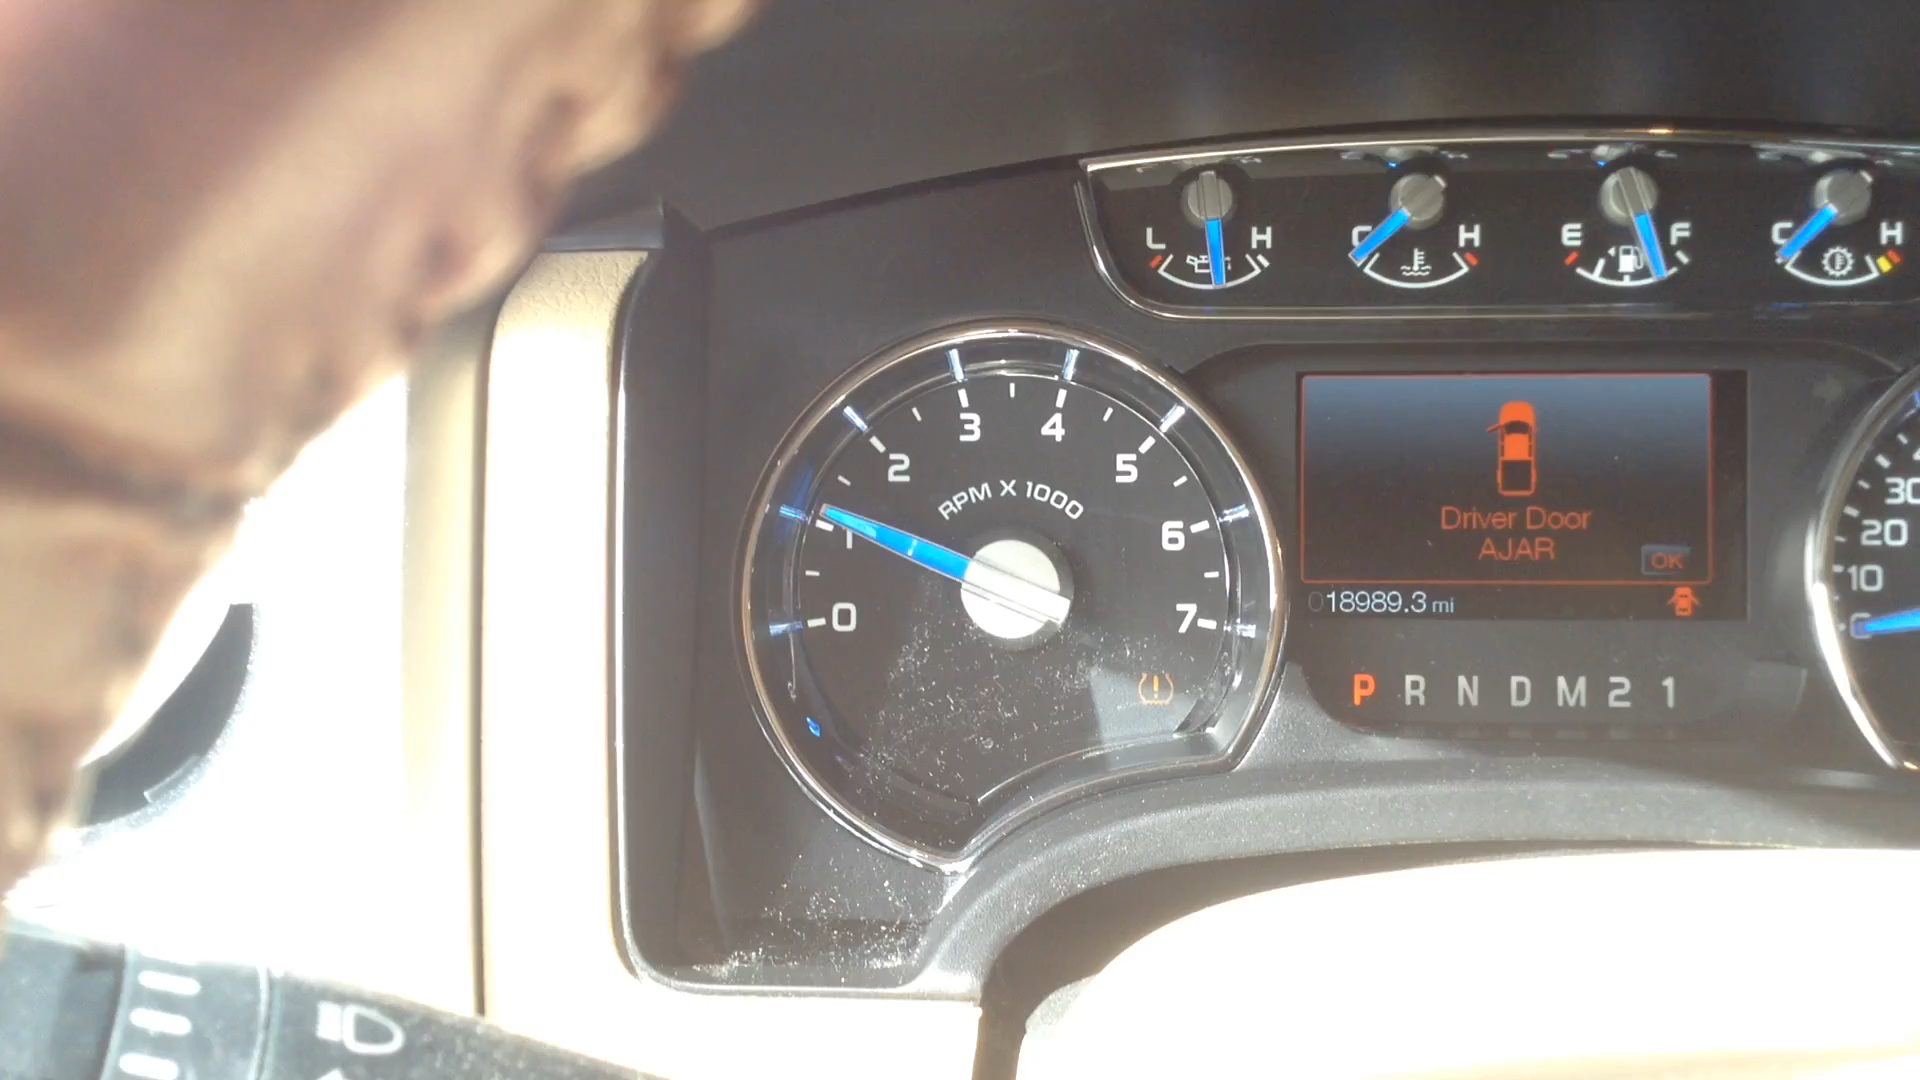 L H
C H
E F
C H
0 1 2 3 4 5 6 7
RPM X 1000
Driver Door
AJAR
OK
018989.3 mi
P R N D M 2 1
30
20
10
0